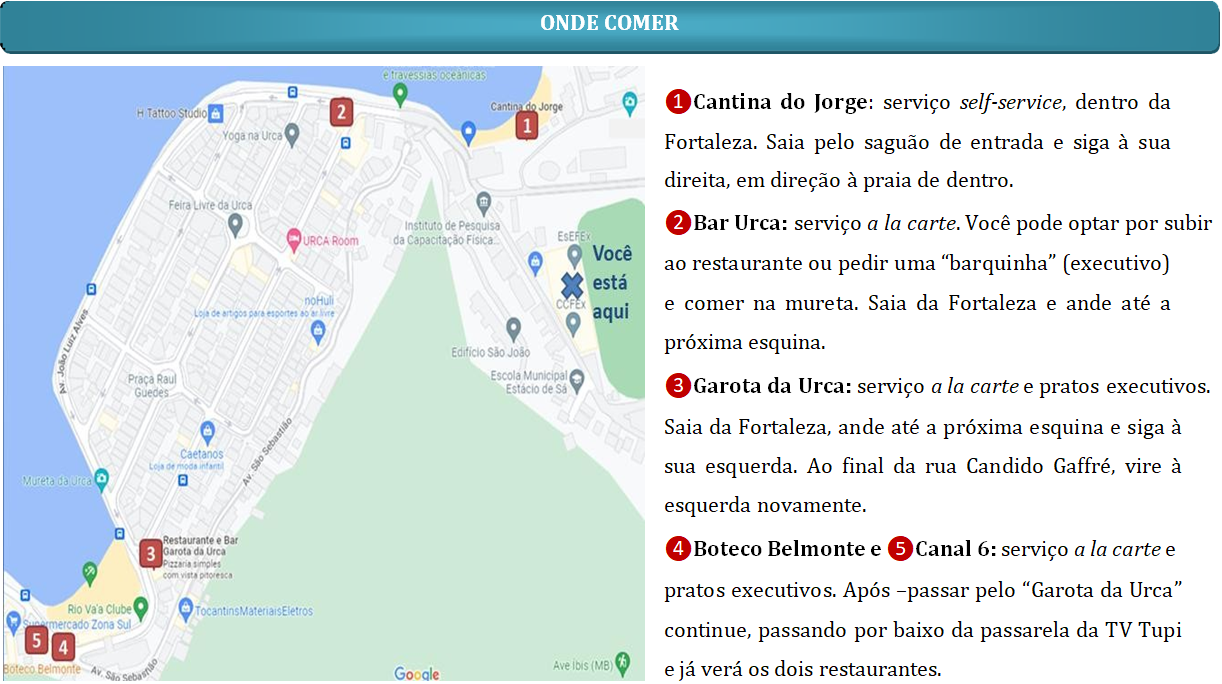 ONDE COMER
e travessias oceânicas
H Tattoo Studio
2
Cantina do Jorge
1
Yoga na Urca
Feira Livre da Urca
URCA Room
Instituto de Pesquisa
da Capacitação Física...
EsEFEx
Você
está
aqui
CCFEx
noHuli
Loja de artigos para esportes ao ar livre
Av. João Luiz Alves
Edifício São João
Escola Municipal
Estácio de Sá
Praça Raul
Guedes
Caetanos
Loja de moda infantil
Av. São Sebastião
Mureta da Urca
3
Restaurante e Bar
Garota da Urca
Pizzaria simples
com vista pitoresca
Rio Va'a Clube
TocantinsMateriaisEletros
Supermercado Zona Sul
5
4
Boteco Belmonte
Av. São Sebastião
Google
Ave Ibis (MB)
1 Cantina do Jorge: serviço self-service, dentro da
Fortaleza. Saia pelo saguão de entrada e siga à sua
direita, em direção à praia de dentro.
2 Bar Urca: serviço a la carte. Você pode optar por subir
ao restaurante ou pedir uma “barquinha” (executivo)
e comer na mureta. Saia da Fortaleza e ande até a
próxima esquina.
3 Garota da Urca: serviço a la carte e pratos executivos.
Saia da Fortaleza, ande até a próxima esquina e siga à
sua esquerda. Ao final da rua Candido Gaffré, vire à
esquerda novamente.
4 Boteco Belmonte e 5 Canal 6: serviço a la carte e
pratos executivos. Após –passar pelo “Garota da Urca”
continue, passando por baixo da passarela da TV Tupi
e já verá os dois restaurantes.